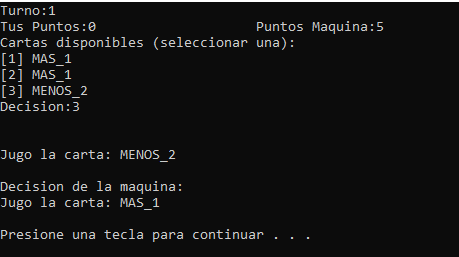 Turno:1
Tus Puntos:0 Puntos Maquina:5
Cartas disponibles (seleccionar una):
[1] MAS_1
[2] MAS_1
[3] MENOS_2
Decision:3
Jugo la carta: MENOS_2
Decision de la maquina:
Jugo la carta: MAS_1
Presione una tecla para continuar . . .